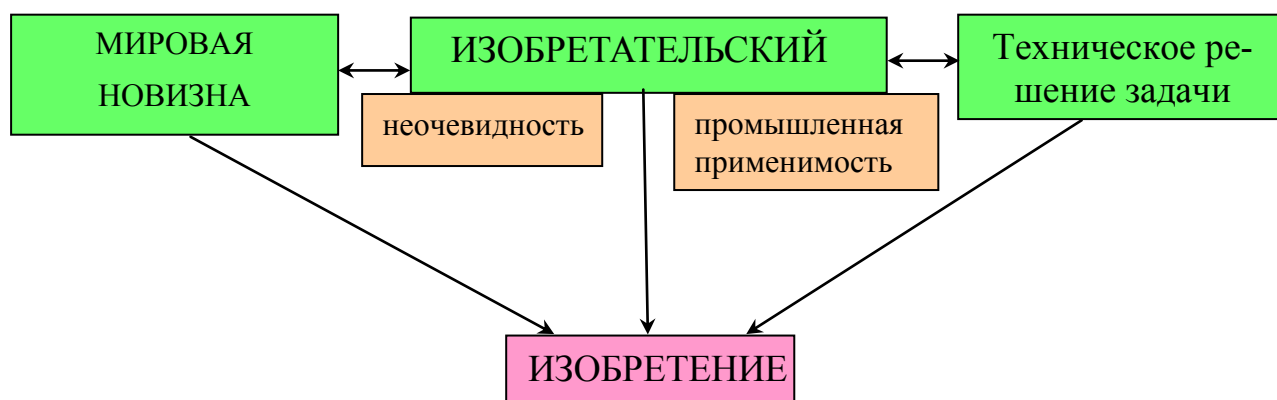 МИРОВАЯ
НОВИЗНА
ИЗОБРЕТАТЕЛЬСКИЙ
Техническое ре-
шение задачи
неочевидность
промышленная
применимость
ИЗОБРЕТЕНИЕ